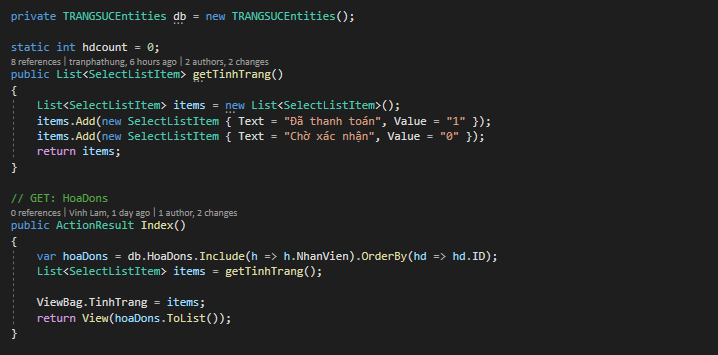 private TRANGSUCEntities db = new TRANGSUCEntities();
static int hdcount = 0;
8 references | tranphathung, 6 hours ago | 2 authors, 2 changes
public List<SelectListItem> getTinhTrang()
{
List<SelectListItem> items = new List<SelectListItem>();
items.Add(new SelectListItem { Text = "Đã thanh toán", Value = "1" });
items.Add(new SelectListItem { Text = "Chờ xác nhận", Value = "0" });
return items;
}
// GET: HoaDons
0 references | Vinh Lam, 1 day ago | 1 author, 2 changes
public ActionResult Index()
{
var hoaDons = db.HoaDons.Include(h => h.NhanVien).OrderBy(hd => hd.ID);
List<SelectListItem> items = getTinhTrang();
ViewBag.TinhTrang = items;
return View(hoaDons.ToList());
}